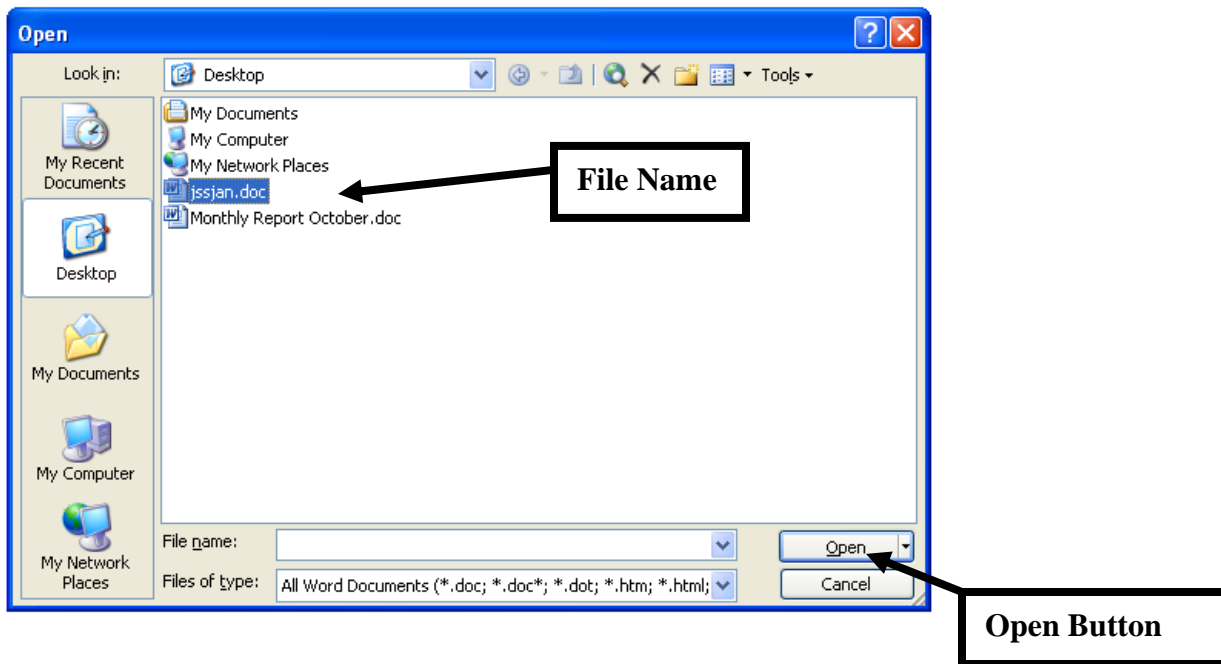 Open
Look in:
Desktop
Tools
My Recent
Documents
Desktop
My Documents
My Computer
My Network
Places
My Documents
My Computer
My Network Places
jssjan.doc
Monthly Report October.doc
File Name
File name:
Open
Files of type:
All Word Documents (*.doc; *.doc*; *.dot; *.htm; *.html;
Cancel
Open Button